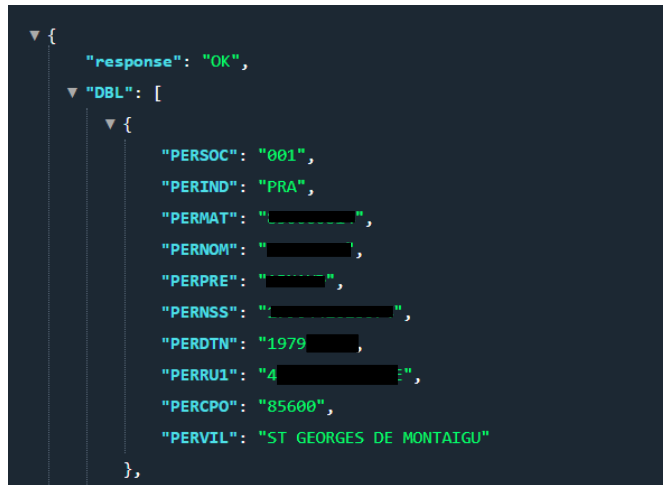 {
"response": "OK",
"DBL": [
{
"PERSOC": "001",
"PERIND": "PRA",
"PERMAT": "",
"PERNOM": "",
"PERPRE": "",
"PERNSS": "",
"PERDTN": "1979 ,
"PERRU1": "4 E",
"PERCPO": "85600",
"PERVIL": "ST GEORGES DE MONTAIGU"
},